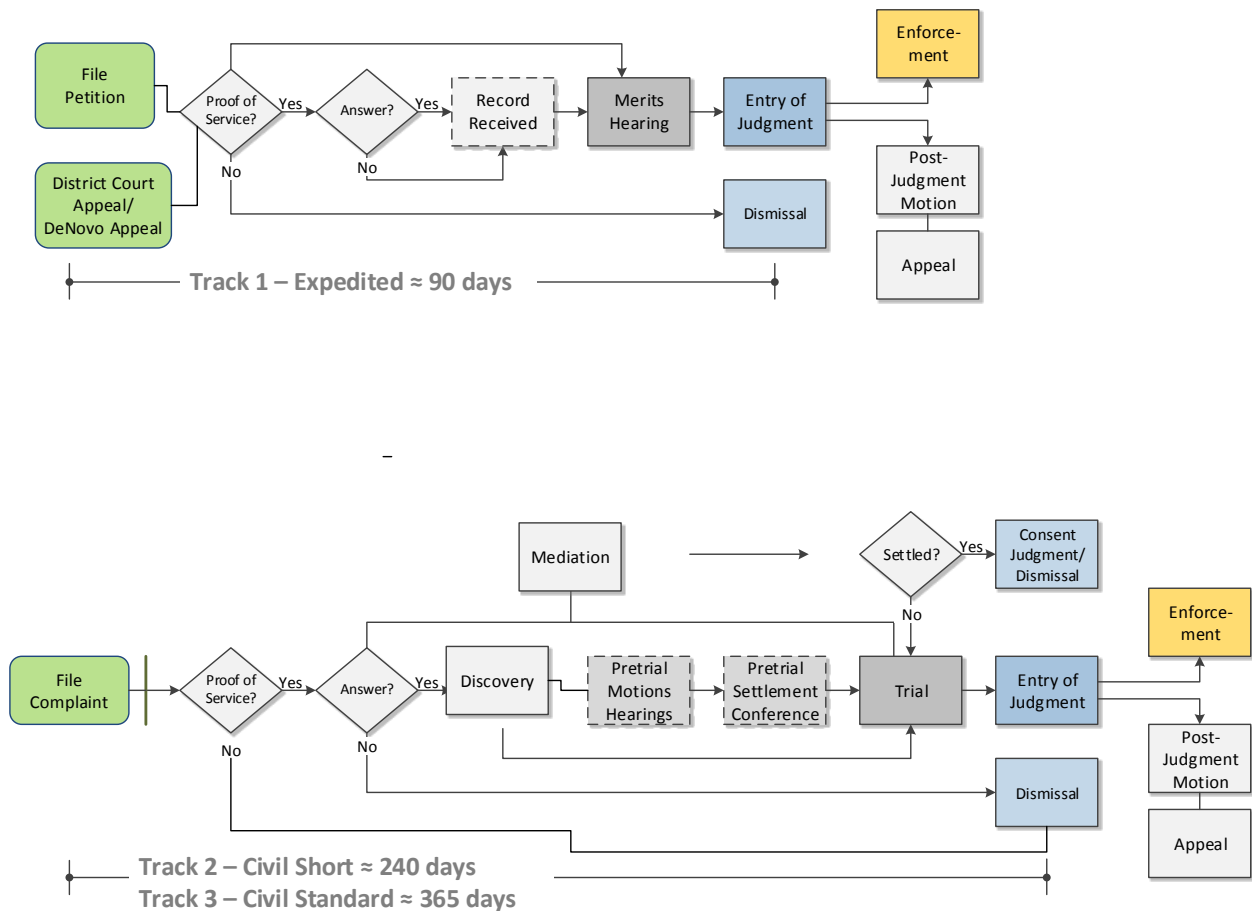 File
Petition
District Court
Appeal/
DeNovo Appeal
Proof of
Service?
Yes
No
Answer?
Yes
No
Record
Received
Merits
Hearing
Entry of
Judgment
Dismissal
Enforce-
ment
Post-
Judgment
Motion
Appeal
Track 1 – Expedited ≈ 90 days
–
Mediation
Settled?
Yes
No
Consent
Judgment/
Dismissal
File
Complaint
Proof of
Service?
Yes
No
Answer?
Yes
No
Discovery
Pretrial
Motions
Hearings
Pretrial
Settlement
Conference
Trial
Entry of
Judgment
Dismissal
Enforce-
ment
Post-
Judgment
Motion
Appeal
Track 2 – Civil Short ≈ 240 days
Track 3 – Civil Standard ≈ 365 days